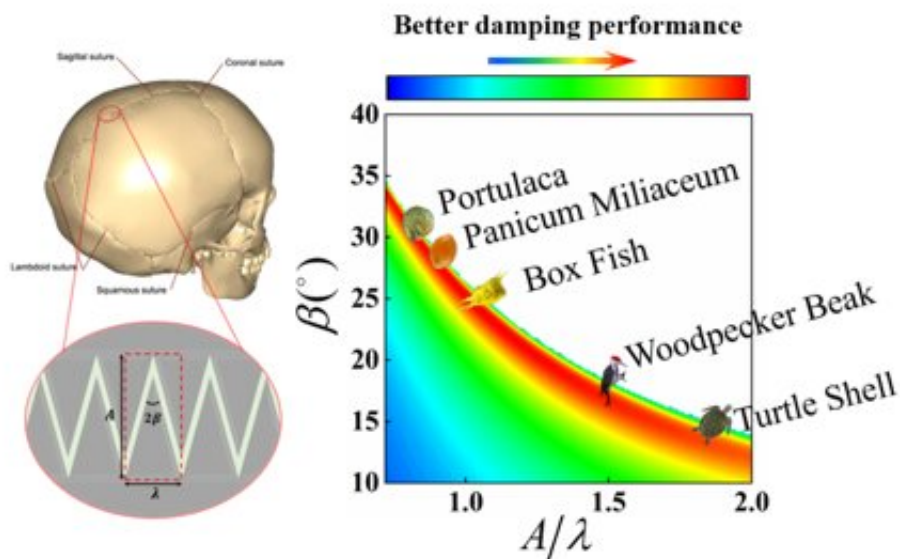 Sagittal suture
Coronal suture
Lambdoid suture
Squamous suture
A
2β
λ
Better damping performance
40
35
30
25
20
15
10
β(°)
Portulaca
Panicum Miliaceum
Box Fish
Woodpecker Beak
Turtle Shell
1.0 1.5 2.0
A/λ